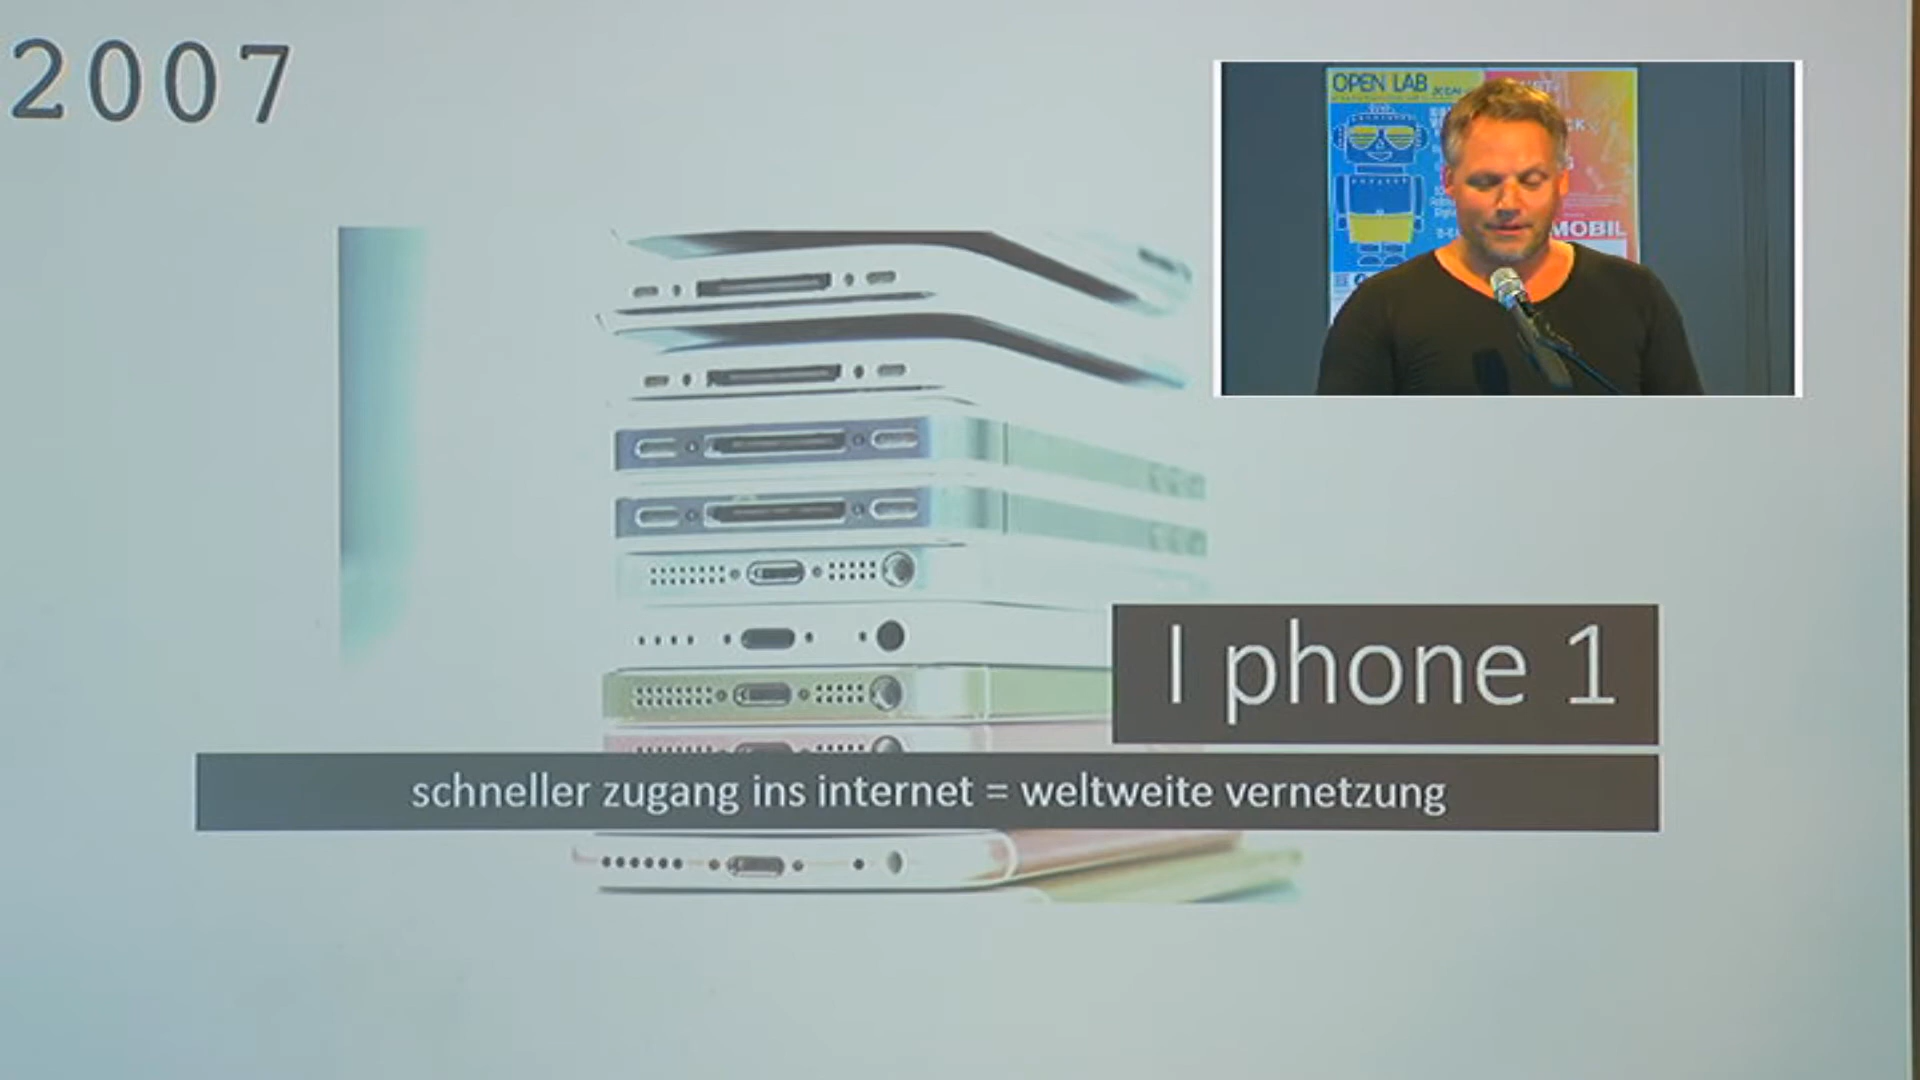 2007
OPEN LAB
MOBIL
I phone 1
schneller zugang ins internet = weltweite vernetzung